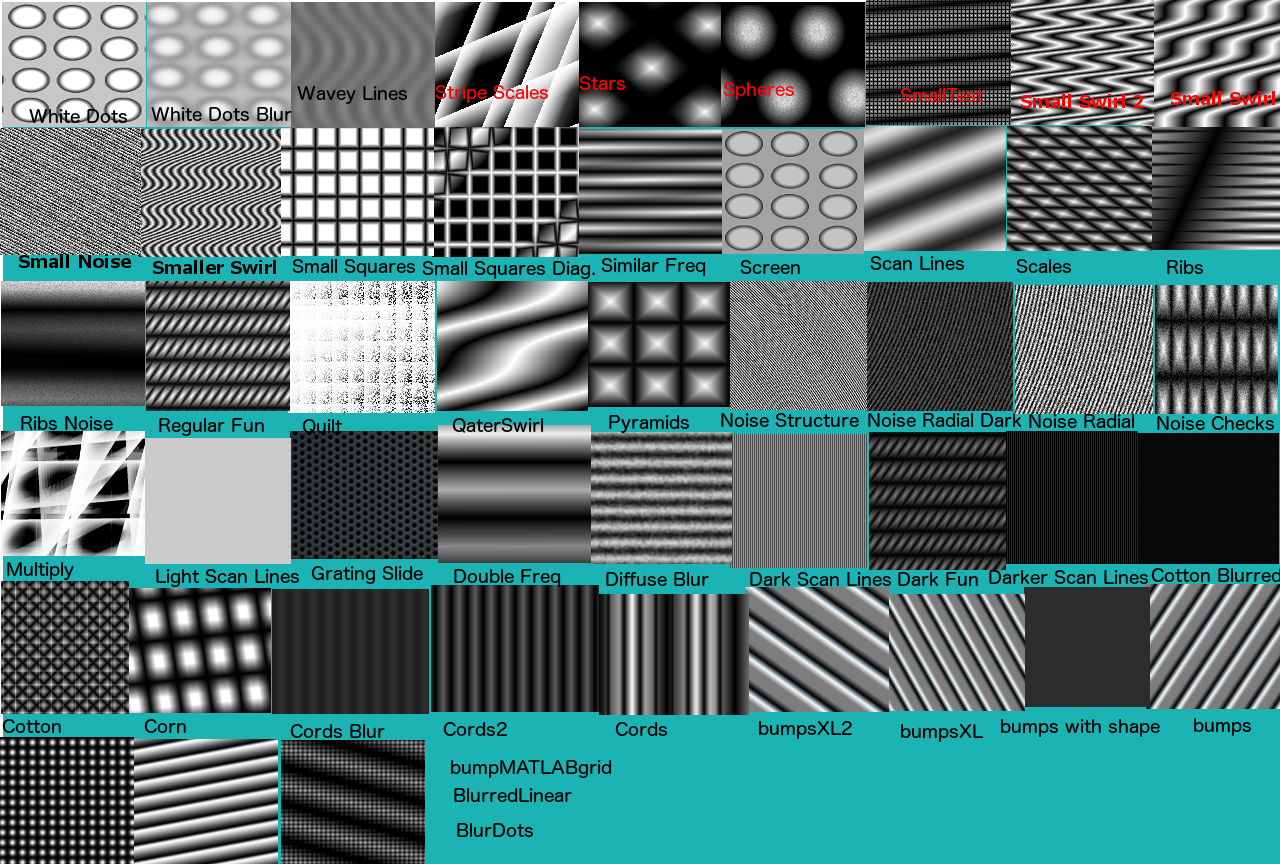 White Dots
White Dots Blur
Wavey Lines
Stripe Scales
Stars
Spheres
SmallTest
Small Swirl 2
Small Swirl
Small Noise
Smaller Swirl
Small Squares
Small Squares Diag.
Similar Freq
Screen
Scan Lines
Scales
Ribs
Ribs Noise
Regular Fun
Quilt
QaterSwirl
Pyramids
Noise Structure
Noise Radial Dark
Noise Radial
Noise Checks
Multiply
Light Scan Lines
Grating Slide
Double Freq
Diffuse Blur
Dark Scan Lines
Dark Fun
Darker Scan Lines
Cotton Blurred
Cotton
Corn
Cords Blur
Cords2
Cords
bumpsXL2
bumpsXL
bumps with shape
bumps
bumpMATLABgrid
BlurredLinear
BlurDots